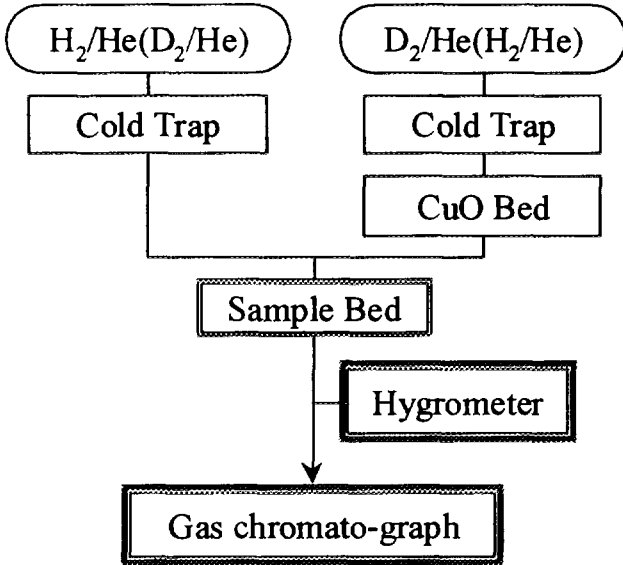 H₂/He(D₂/He)
D₂/He(H₂/He)
Cold Trap
Cold Trap
CuO Bed
Sample Bed
Hygrometer
Gas chromato-graph